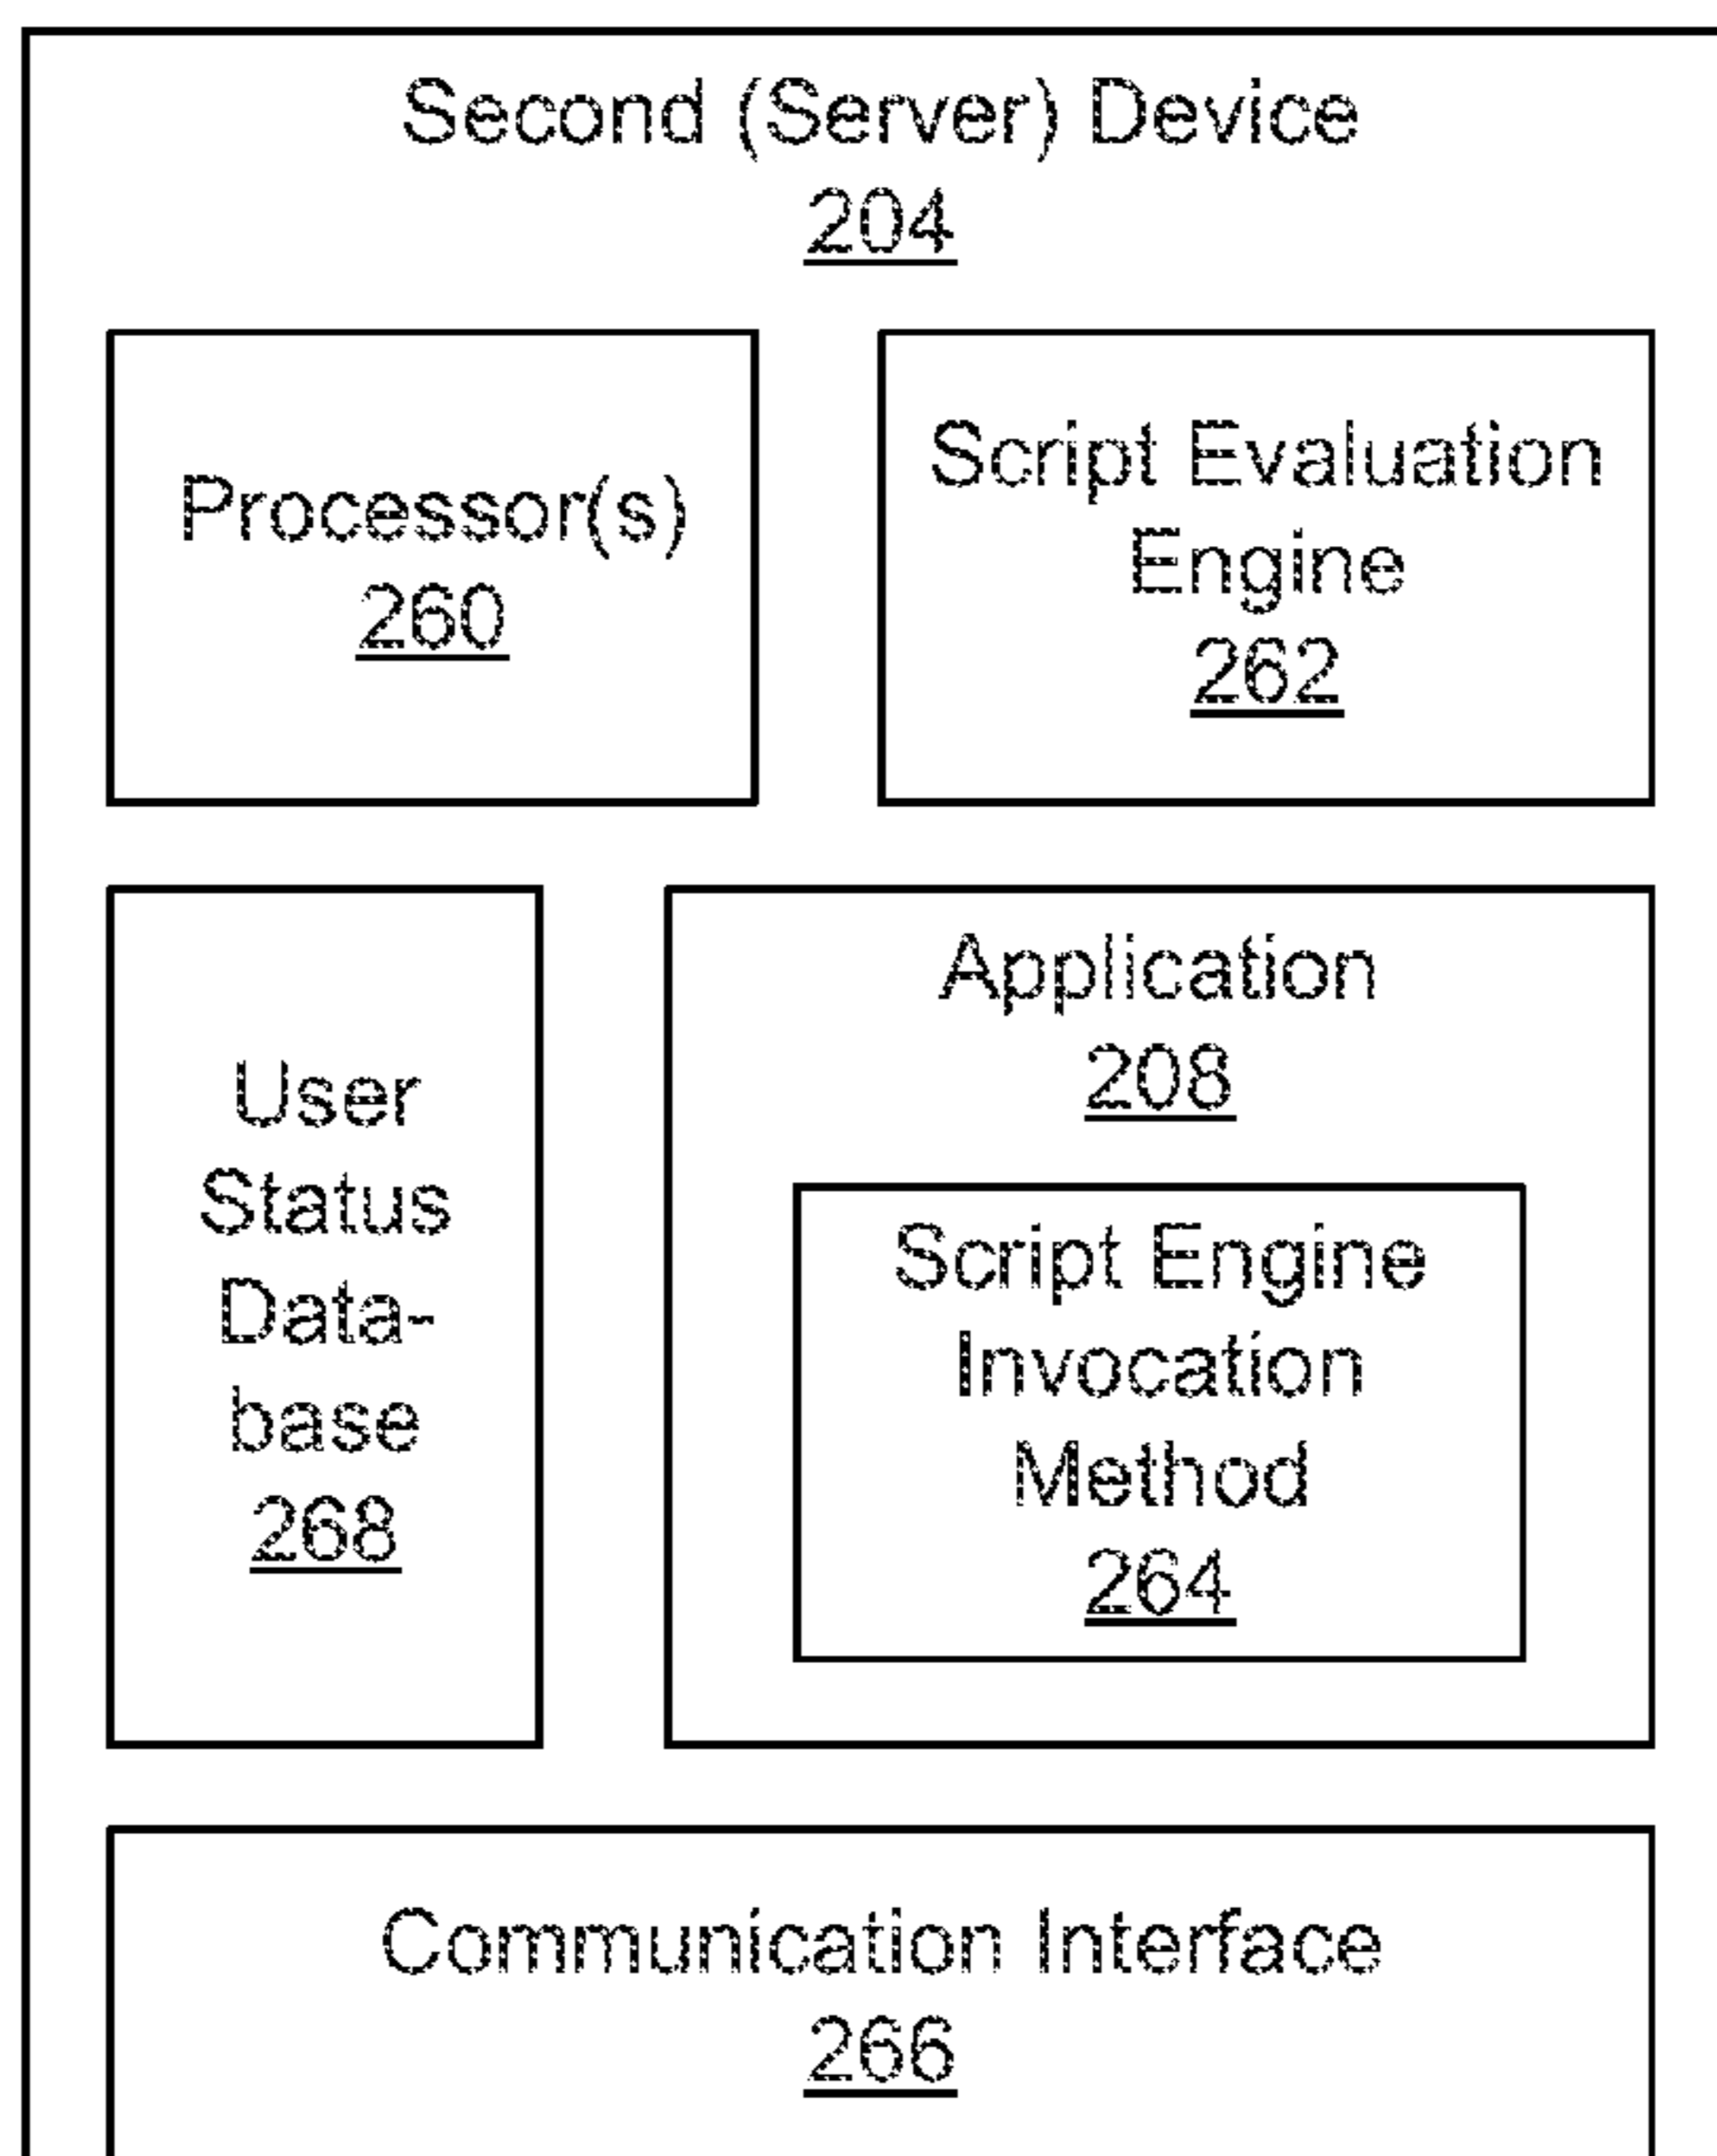 Second (Server) Device
204
Processor(s)
260
Script Evaluation
Engine
262
User
Status
Data-
base
268
Application
208
Script Engine
Invocation
Method
264
Communication Interface
266